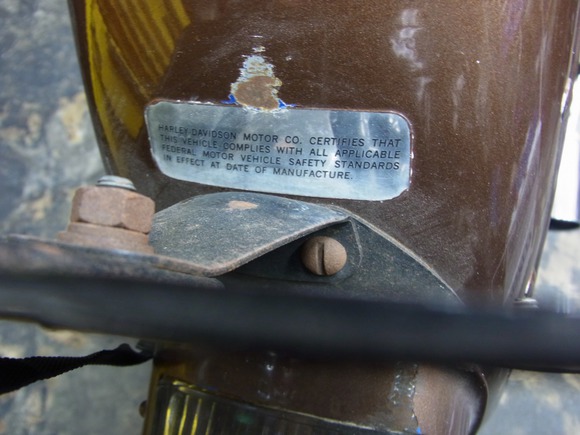 HARLEY-DAVIDSON MOTOR CO. CERTIFIES THAT
THIS VEHICLE COMPLIES WITH ALL APPLICABLE
FEDERAL MOTOR VEHICLE SAFETY STANDARDS
IN EFFECT AT DATE OF MANUFACTURE.